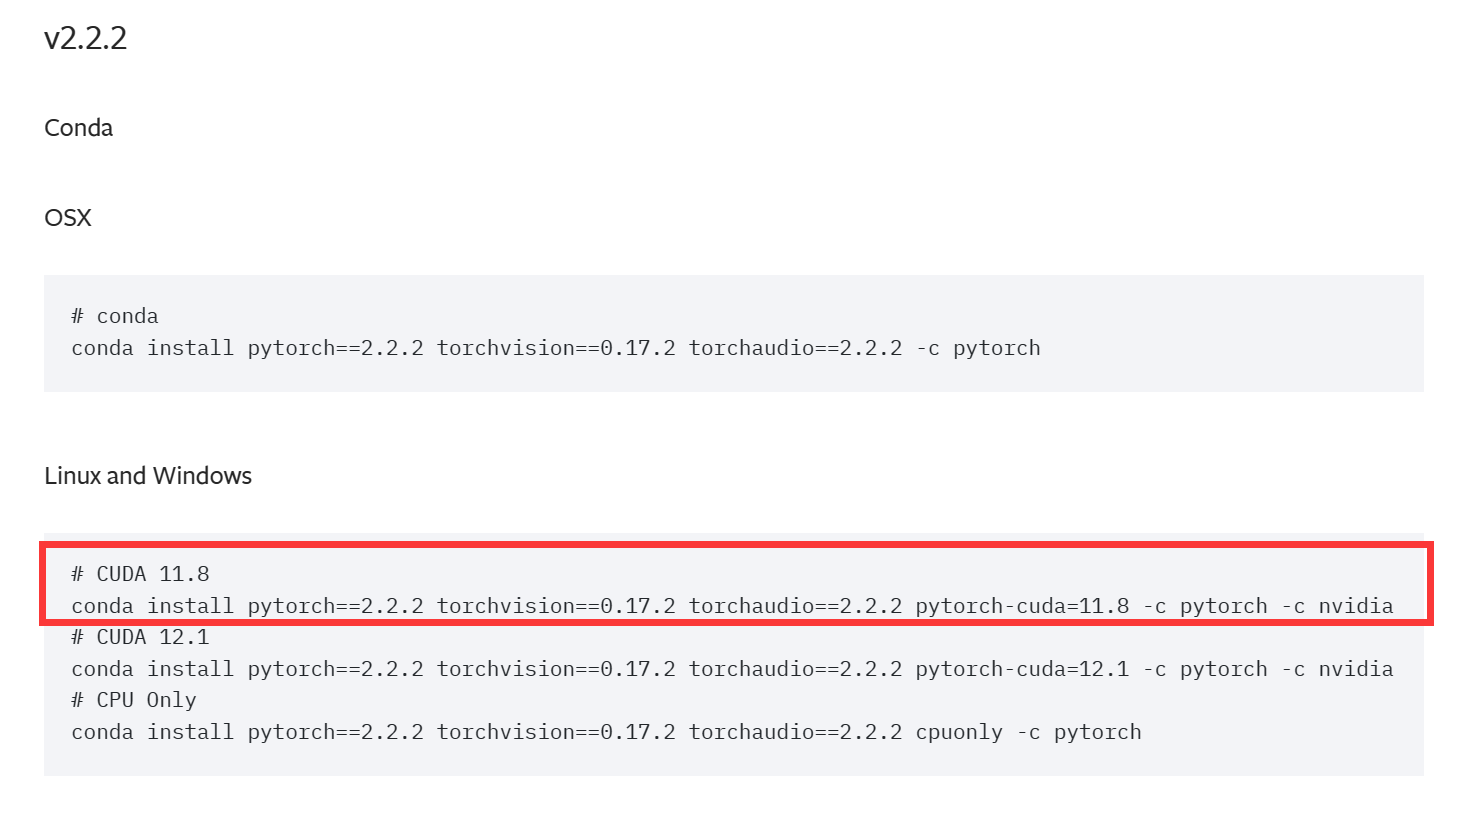 v2.2.2
Conda
OSX
# conda
conda install pytorch==2.2.2 torchvision==0.17.2 torchaudio==2.2.2 -c pytorch
Linux and Windows
# CUDA 11.8
conda install pytorch==2.2.2 torchvision==0.17.2 torchaudio==2.2.2 pytorch-cuda=11.8 -c pytorch -c nvidia
# CUDA 12.1
conda install pytorch==2.2.2 torchvision==0.17.2 torchaudio==2.2.2 pytorch-cuda=12.1 -c pytorch -c nvidia
# CPU Only
conda install pytorch==2.2.2 torchvision==0.17.2 torchaudio==2.2.2 cpuonly -c pytorch